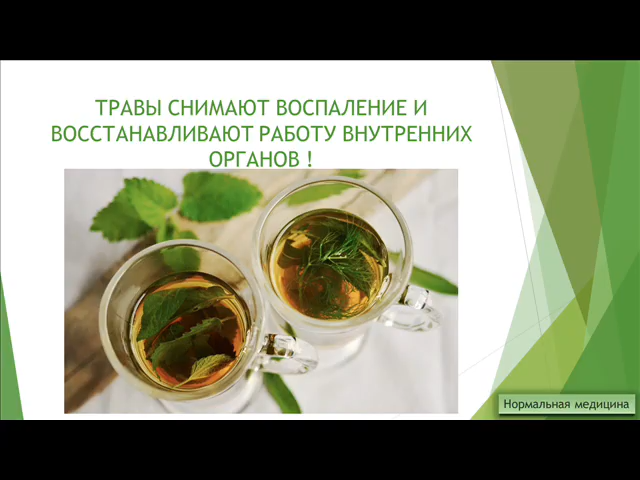 ТРАВЫ СНИМАЮТ ВОСПАЛЕНИЕ И
ВОССТАНАВЛИВАЮТ РАБОТУ ВНУТРЕННИХ
ОРГАНОВ !
Нормальная медицина